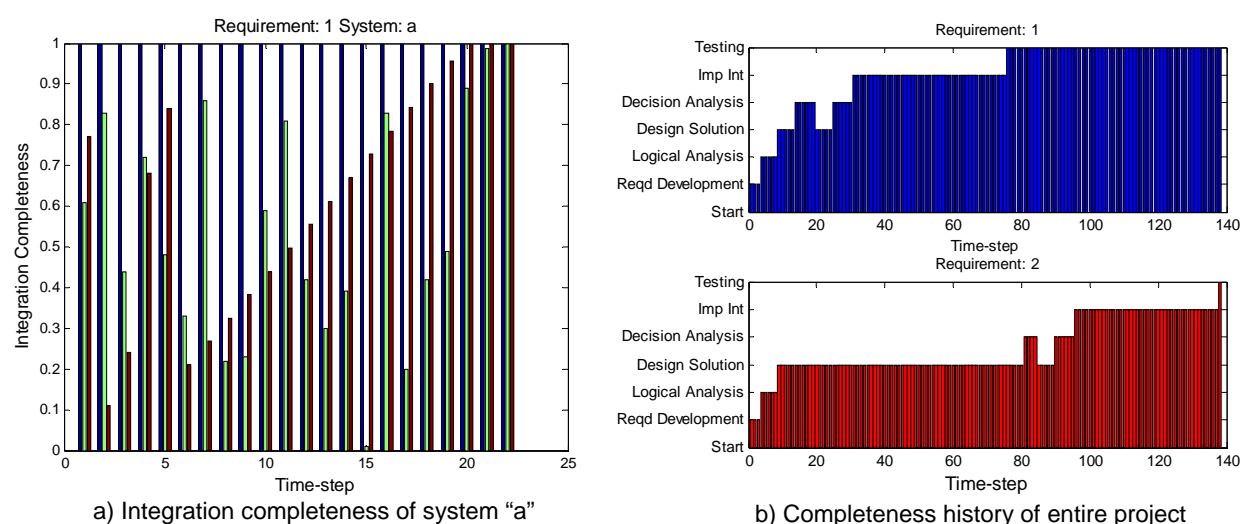 Requirement: 1 System: a
1
0.9
0.8
0.7
0.6
0.5
0.4
0.3
0.2
0.1
0
Integration Completeness
0 5 10 15 20 25
Time-step
a) Integration completeness of system “a”
Requirement: 1
Testing
Imp Int
Decision Analysis
Design Solution
Logical Analysis
Reqd Development
Start
0 20 40 60 80 100 120 140
Time-step
Requirement: 2
Testing
Imp Int
Decision Analysis
Design Solution
Logical Analysis
Reqd Development
Start
0 20 40 60 80 100 120 140
Time-step
b) Completeness history of entire project